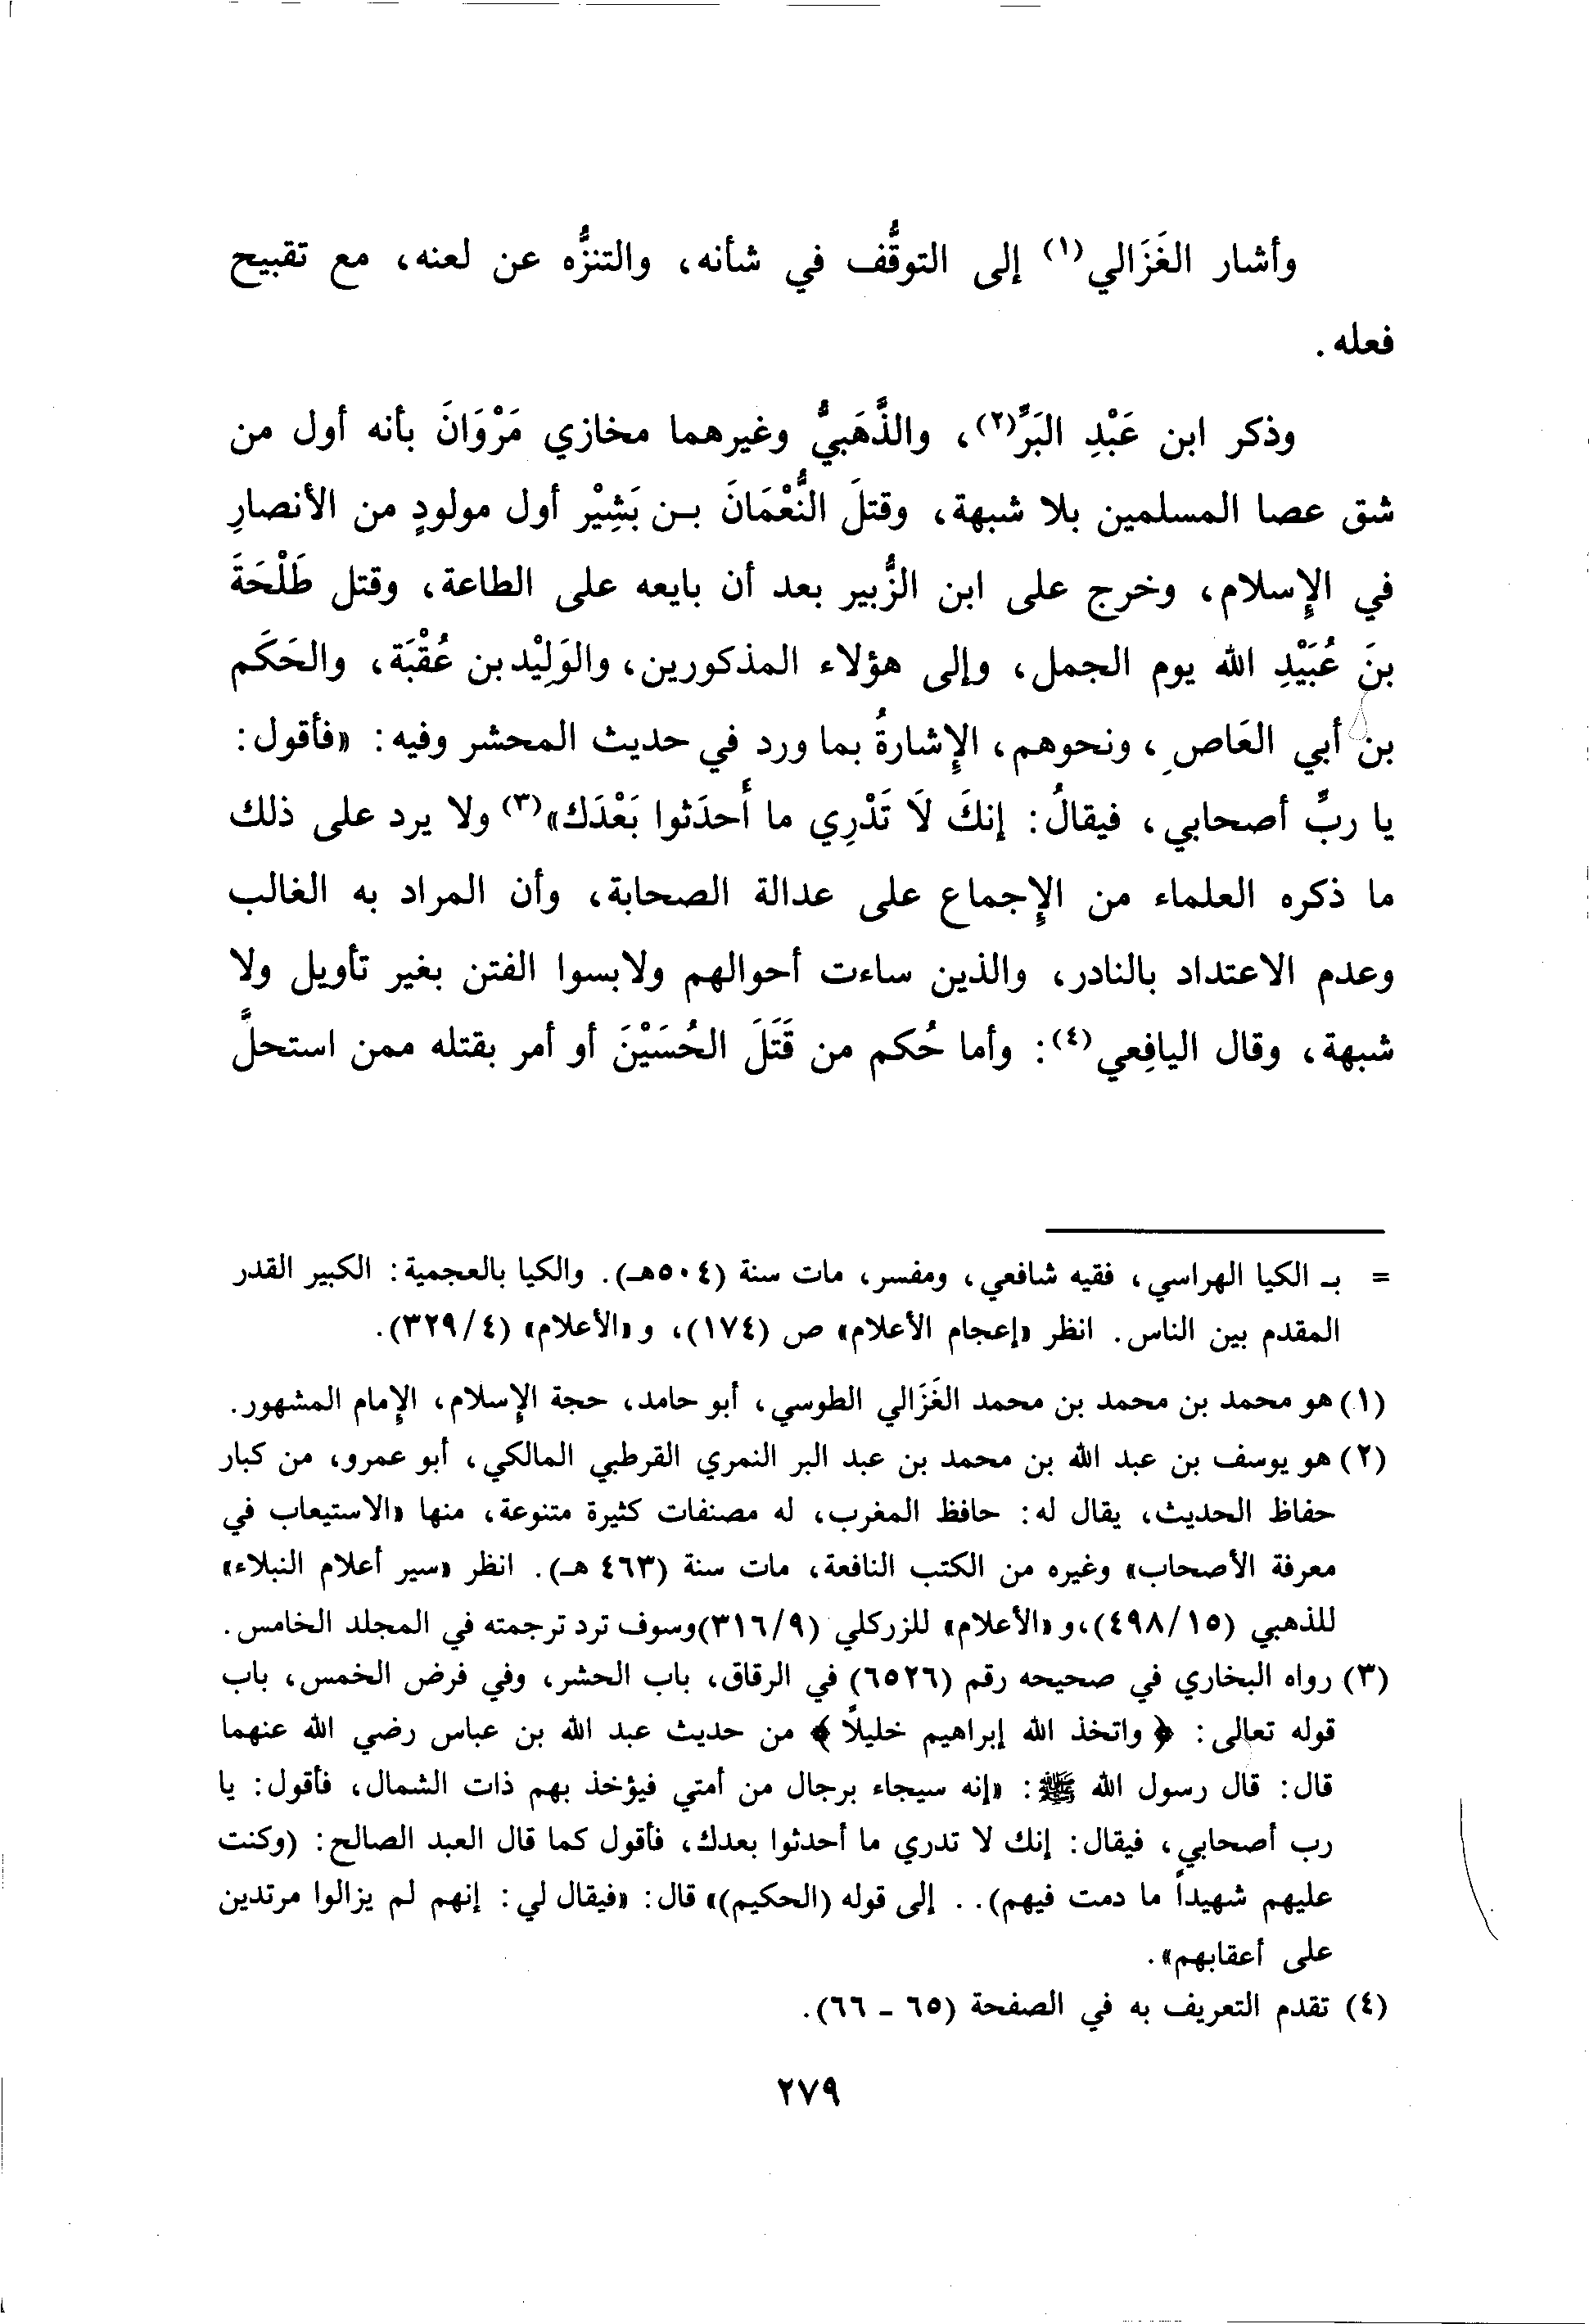 وأشار الغَزَالي(١) إلى التوقُّف في شأنه، والتنزُّه عن لعنه، مع تقبيح
فعله.
وذكر ابن عَبْدِ البَرِّ(٢)، والذَّهَبيُّ وغيرهما مخازي مَرْوَانَ بأنه أول من
شق عصا المسلمين بلا شبهة، وقتلَ النُّعْمَانَ بـن بَشِيْر أول مولودٍ من الأنصارِ
في الإسلام، وخرج على ابن الزُّبير بعد أن بايعه على الطاعة، وقتل طَلْحَةَ
بنَ عُبَيْدِ الله يوم الجمل، وإلى هؤلاء المذكورين، والوَلِيْد بن عُقْبَة، والحَكَم
بن أبي العَاصِ، ونحوهم، الإشارةُ بما ورد في حديث المحشر وفيه: «فأقول:
يا ربِّ أصحابي، فيقالُ: إنكَ لَا تَدْرِي ما أَحدَثوا بَعْدَك»(٣) ولا يرد على ذلك
ما ذكره العلماء من الإجماع على عدالة الصحابة، وأن المراد به الغالب
وعدم الاعتداد بالنادر، والذين ساءت أحوالهم ولابسوا الفتن بغير تأويل ولا
شبهة، وقال اليافِعي(٤): وأما حُكم من قَتَلَ الحُسَيْنَ أو أمر بقتله ممن استحلَّ
= بـ الكيا الهراسي، فقيه شافعي، ومفسر، مات سنة (٥٠٤هـ). والكيا بالعجمية: الكبير القدر
المقدم بين الناس. انظر «إعجام الأعلام» ص (١٧٤)، و«الأعلام» (٣٢٩/٤).
(١) هو محمد بن محمد بن محمد الغَزَالي الطوسي، أبو حامد، حجة الإسلام، الإمام المشهور.
(٢) هو يوسف بن عبد الله بن محمد بن عبد البر النمري القرطبي المالكي، أبو عمرو، من كبار
حفاظ الحديث، يقال له: حافظ المغرب، له مصنفات كثيرة متنوعة، منها «الاستيعاب في
معرفة الأصحاب» وغيره من الكتب النافعة، مات سنة (٤٦٣ هـ). انظر «سير أعلام النبلاء»
للذهبي (٤٩٨/١٥)،و«الأعلام» للزركلي (٣١٦/٩)وسوف ترد ترجمته في المجلد الخامس.
(٣) رواه البخاري في صحيحه رقم (٦٥٢٦) في الرقاق، باب الحشر، وفي فرض الخمس، باب
قوله تعالى: ﴿واتخذ الله إبراهيم خليلاً﴾ من حديث عبد الله بن عباس رضي الله عنهما
قال: قال رسول الله ﷺ: «إنه سيجاء برجال من أمتي فيؤخذ بهم ذات الشمال، فأقول: يا
رب أصحابي، فيقال: إنك لا تدري ما أحدثوا بعدك، فأقول كما قال العبد الصالح: (وكنت
عليهم شهيداً ما دمت فيهم).. إلى قوله (الحكيم)» قال: «فيقال لي: إنهم لم يزالوا مرتدين
على أعقابهم».
(٤) تقدم التعريف به في الصفحة (٦٥ - ٦٦).
٢٧٩